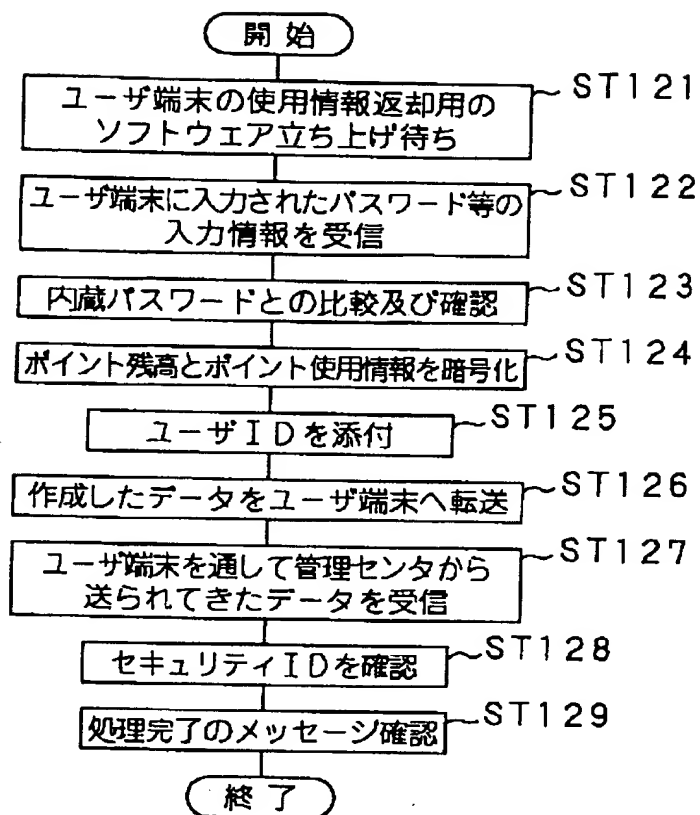 開始
ユーザ端末の使用情報返却用の
ソフトウェア立ち上げ待ち
ST121
ユーザ端末に入力されたパスワード等の
入力情報を受信
ST122
内蔵パスワードとの比較及び確認
ST123
ポイント残高とポイント使用情報を暗号化
ST124
ユーザIDを添付
ST125
作成したデータをユーザ端末へ転送
ST126
ユーザ端末を通して管理センタから
送られてきたデータを受信
ST127
セキュリティIDを確認
ST128
処理完了のメッセージ確認
ST129
終了